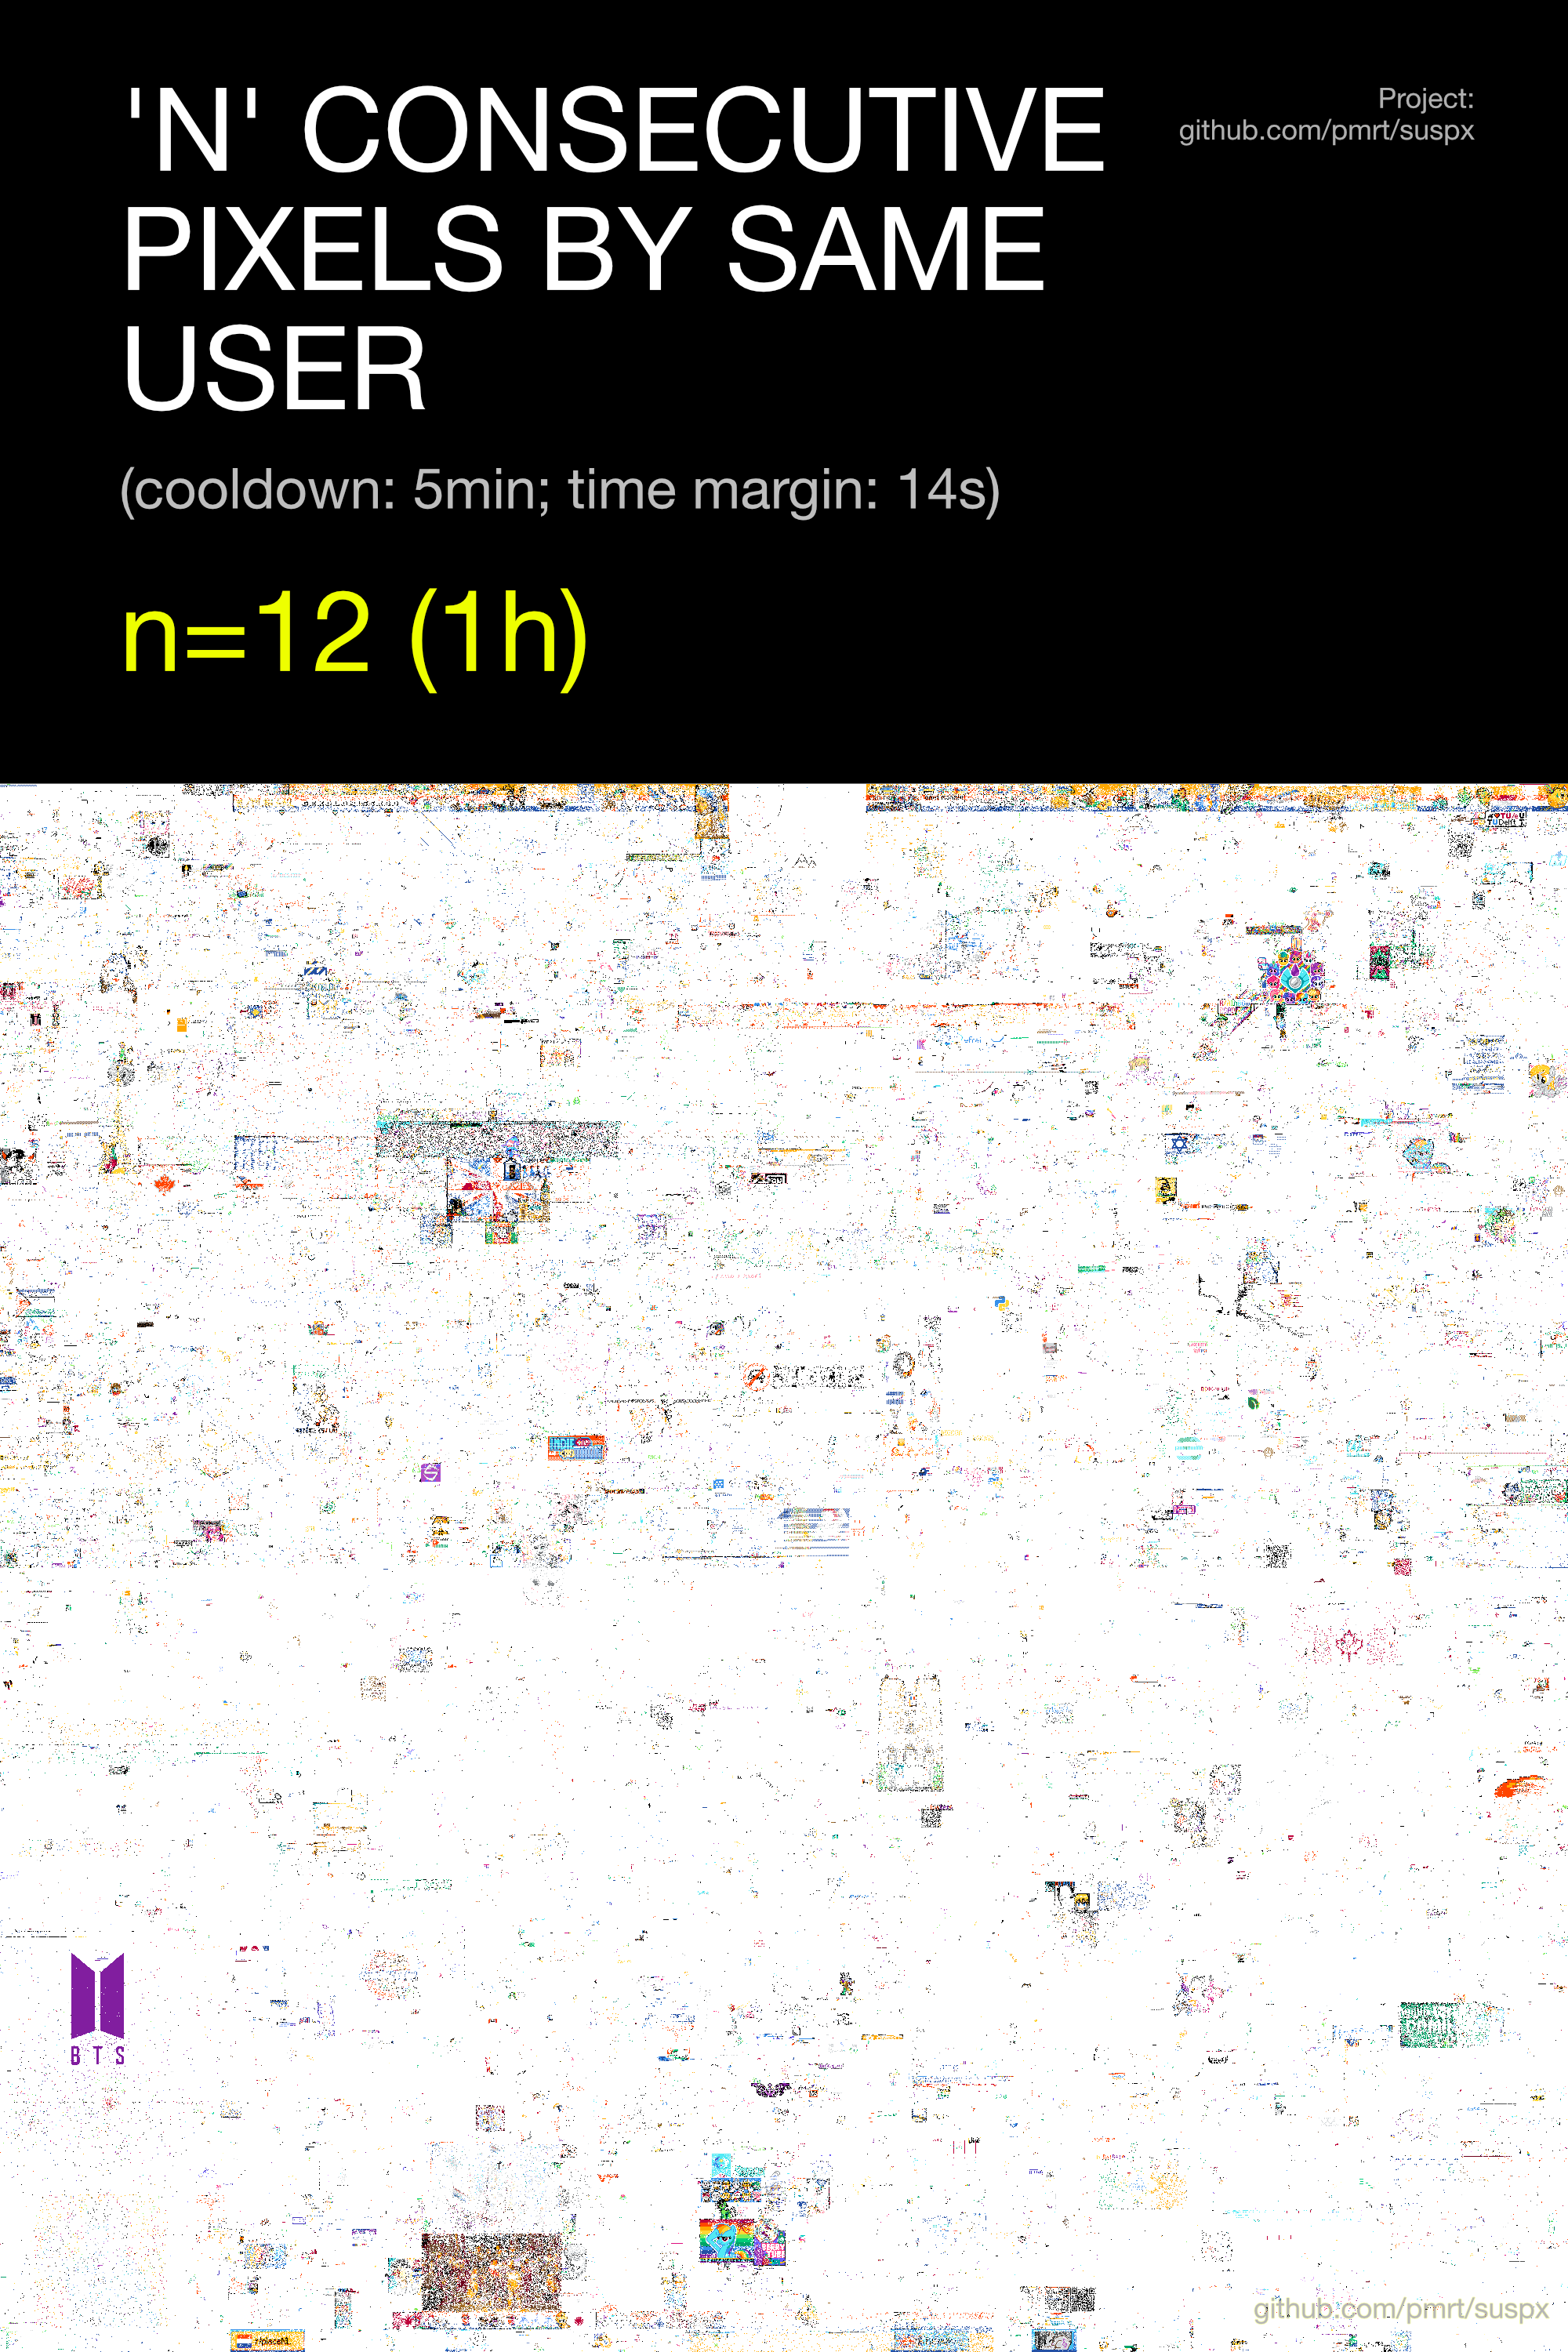 'N' CONSECUTIVE
PIXELS BY SAME
USER
Project:
github.com/pmrt/suspx
(cooldown: 5min; time margin: 14s)
n=12 (1h)
B T S
r/placeNL
github.com/pmrt/suspx